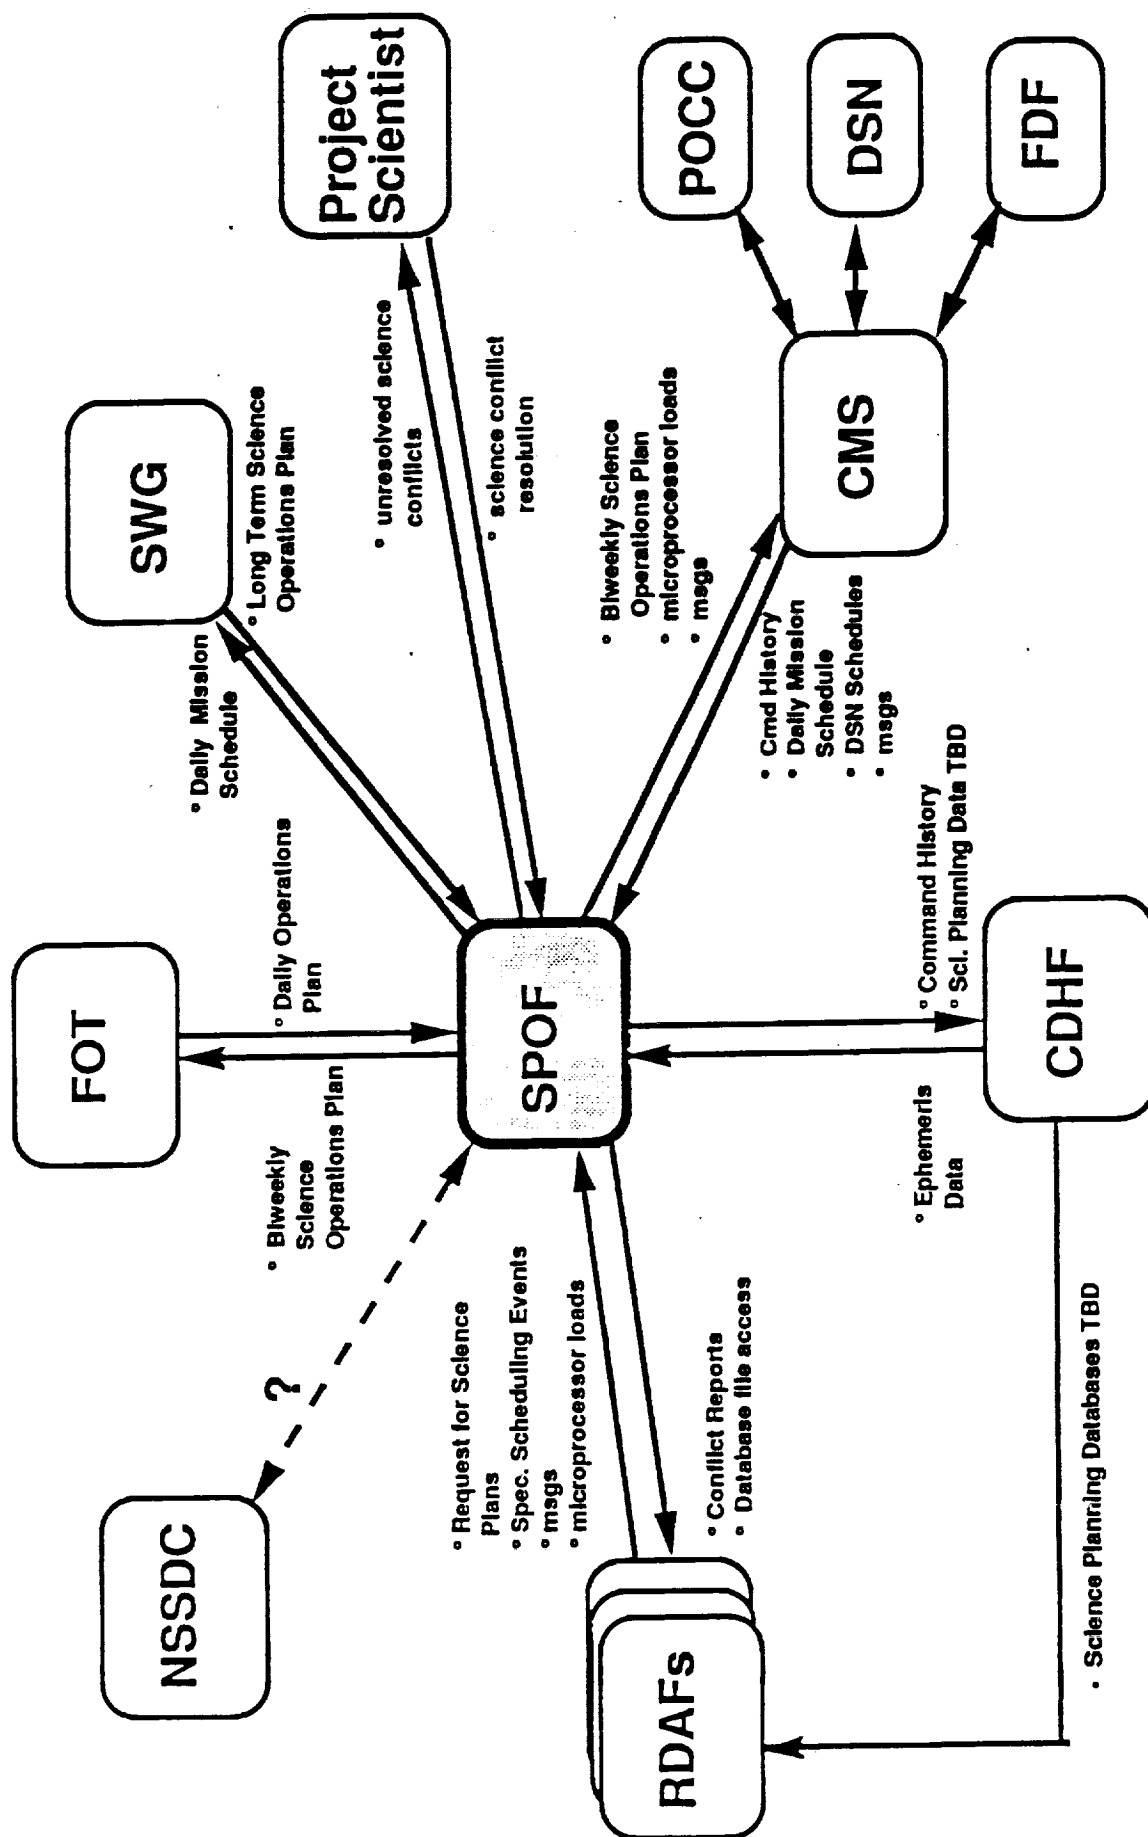 NSSDC
?
FOT
° Biweekly
Science
Operations Plan
° Daily Operations
Plan
SWG
° Daily Mission
Schedule
° Long Term Science
Operations Plan
Project
Scientist
° unresolved science
conflicts
° science conflict
resolution
RDAFs
° Request for Science
Plans
° Spec. Scheduling Events
° msgs
° microprocessor loads
° Conflict Reports
° Database file access
SPOF
° Biweekly Science
Operations Plan
• microprocessor loads
• msgs
• Cmd History
• Daily Mission
Schedule
• DSN Schedules
• msgs
CMS
POCC
DSN
FDF
° Ephemeris
Data
° Command History
° Sci. Planning Data TBD
CDHF
• Science Planning Databases TBD